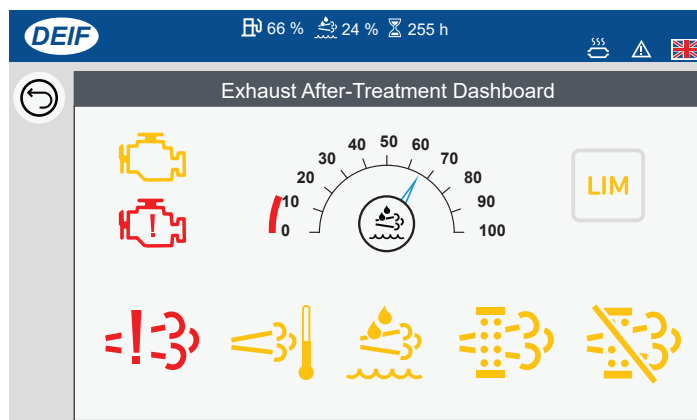 DEIF
66 % 24 % 255 h
Exhaust After-Treatment Dashboard
0 10 20 30 40 50 60 70 80 90 100
LIM
!
!